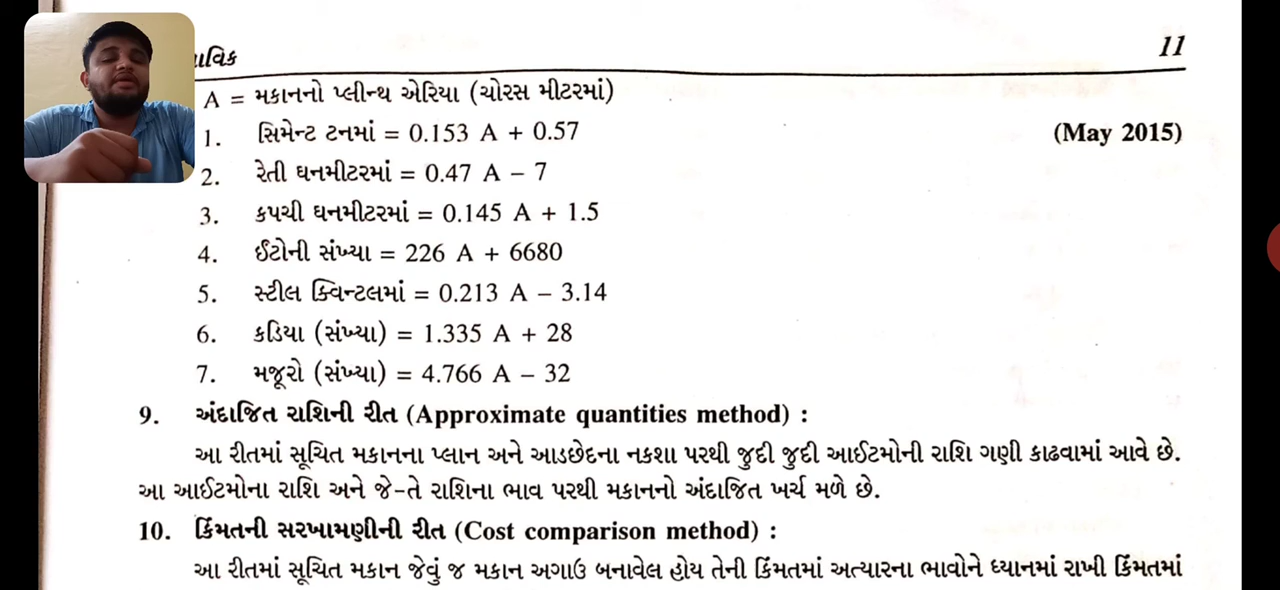 11
A = મકાનનો પ્લીન્થ એરિયા (ચોરસ મીટરમાં)
1. સિમેન્ટ ટનમાં = 0.153 A + 0.57 (May 2015)
2. રેતી ઘનમીટરમાં = 0.47 A – 7
3. કપચી ઘનમીટરમાં = 0.145 A + 1.5
4. ઈંટોની સંખ્યા = 226 A + 6680
5. સ્ટીલ ક્વિન્ટલમાં = 0.213 A – 3.14
6. કડિયા (સંખ્યા) = 1.335 A + 28
7. મજૂરો (સંખ્યા) = 4.766 A – 32
9. અંદાજિત રાશિની રીત (Approximate quantities method) :
આ રીતમાં સૂચિત મકાનના પ્લાન અને આડછેદના નકશા પરથી જુદી જુદી આઈટમોની રાશિ ગણી કાઢવામાં આવે છે.
આ આઈટમોના રાશિ અને જે-તે રાશિના ભાવ પરથી મકાનનો અંદાજિત ખર્ચ મળે છે.
10. કિંમતની સરખામણીની રીત (Cost comparison method) :
આ રીતમાં સૂચિત મકાન જેવું જ મકાન અગાઉ બનાવેલ હોય તેની કિંમતમાં અત્યારના ભાવોને ધ્યાનમાં રાખી કિંમતમાં